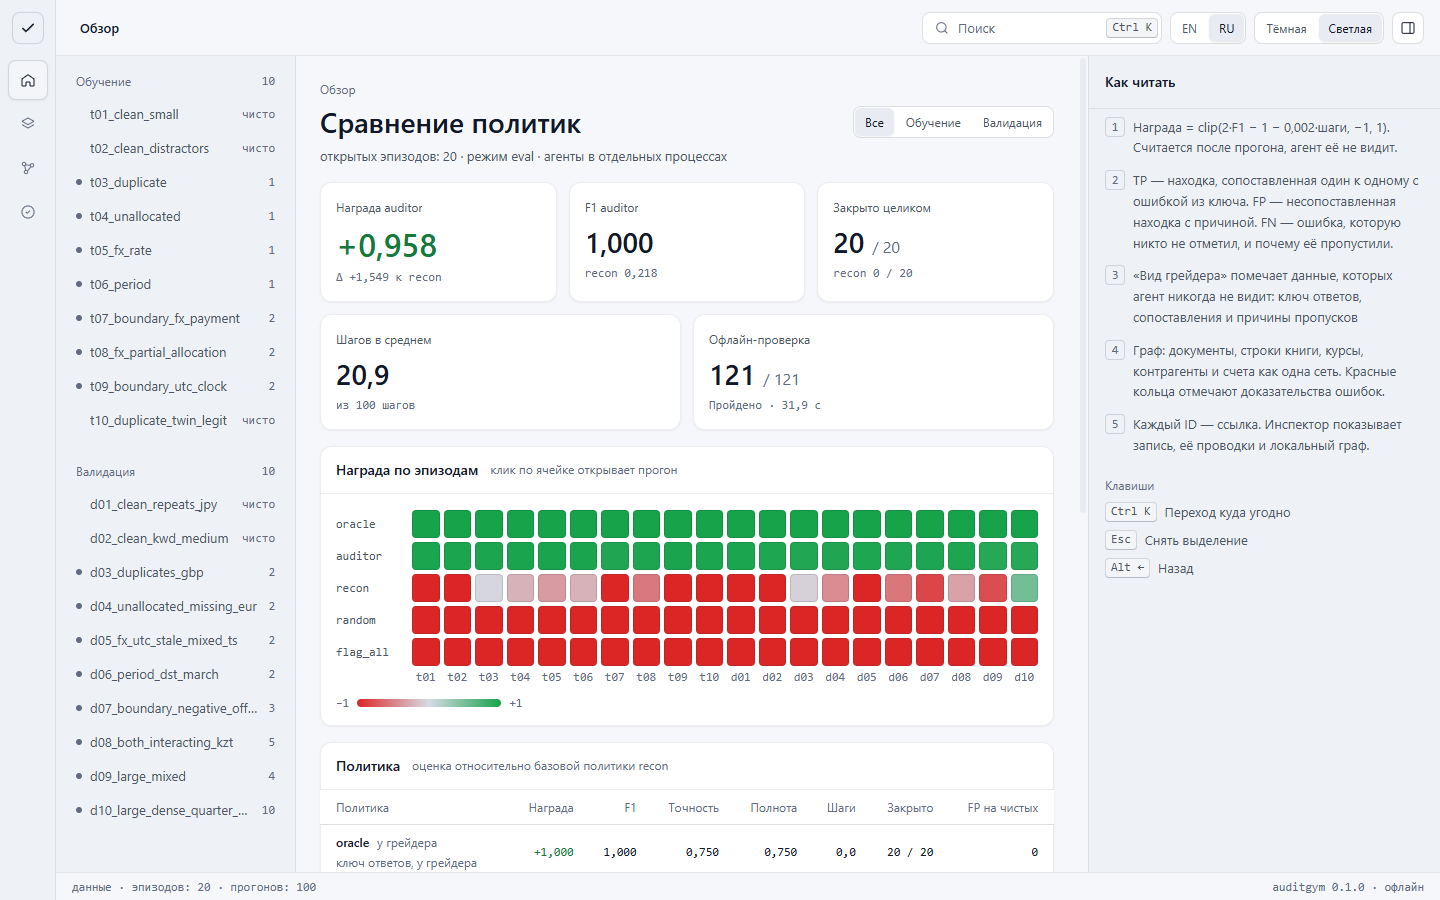 Обзор
Поиск
Ctrl K
EN RU
Тёмная Светлая
Обучение 10
t01_clean_small чисто
t02_clean_distractors чисто
t03_duplicate 1
t04_unallocated 1
t05_fx_rate 1
t06_period 1
t07_boundary_fx_payment 2
t08_fx_partial_allocation 2
t09_boundary_utc_clock 2
t10_duplicate_twin_legit чисто
Валидация 10
d01_clean_repeats_jpy чисто
d02_clean_kwd_medium чисто
d03_duplicates_gbp 2
d04_unallocated_missing_eur 2
d05_fx_utc_stale_mixed_ts 2
d06_period_dst_march 2
d07_boundary_negative_off... 3
d08_both_interacting_kzt 5
d09_large_mixed 4
d10_large_dense_quarter_... 10
Обзор
Сравнение политик
Все Обучение Валидация
открытых эпизодов: 20 · режим eval · агенты в отдельных процессах
Награда auditor
+0,958
Δ +1,549 к recon
F1 auditor
1,000
recon 0,218
Закрыто целиком
20 / 20
recon 0 / 20
Шагов в среднем
20,9
из 100 шагов
Офлайн-проверка
121 / 121
Пройдено · 31,9 с
Награда по эпизодам клик по ячейке открывает прогон
oracle
auditor
recon
random
flag_all
t01 t02 t03 t04 t05 t06 t07 t08 t09 t10 d01 d02 d03 d04 d05 d06 d07 d08 d09 d10
−1 +1
Политика оценка относительно базовой политики recon
Политика Награда F1 Точность Полнота Шаги Закрыто FP на чистых
oracle у грейдера
ключ ответов, у грейдера
+1,000 1,000 0,750 0,750 0,0 20 / 20 0
Как читать
1 Награда = clip(2·F1 − 1 − 0,002·шаги, −1, 1).
Считается после прогона, агент её не видит.
2 TP — находка, сопоставленная один к одному с
ошибкой из ключа. FP — несопоставленная
находка с причиной. FN — ошибка, которую
никто не отметил, и почему её пропустили.
3 «Вид грейдера» помечает данные, которых
агент никогда не видит: ключ ответов,
сопоставления и причины пропусков
4 Граф: документы, строки книги, курсы,
контрагенты и счета как одна сеть. Красные
кольца отмечают доказательства ошибок.
5 Каждый ID — ссылка. Инспектор показывает
запись, её проводки и локальный граф.
Клавиши
Ctrl K Переход куда угодно
Esc Снять выделение
Alt ← Назад
данные · эпизодов: 20 · прогонов: 100
auditgym 0.1.0 · офлайн